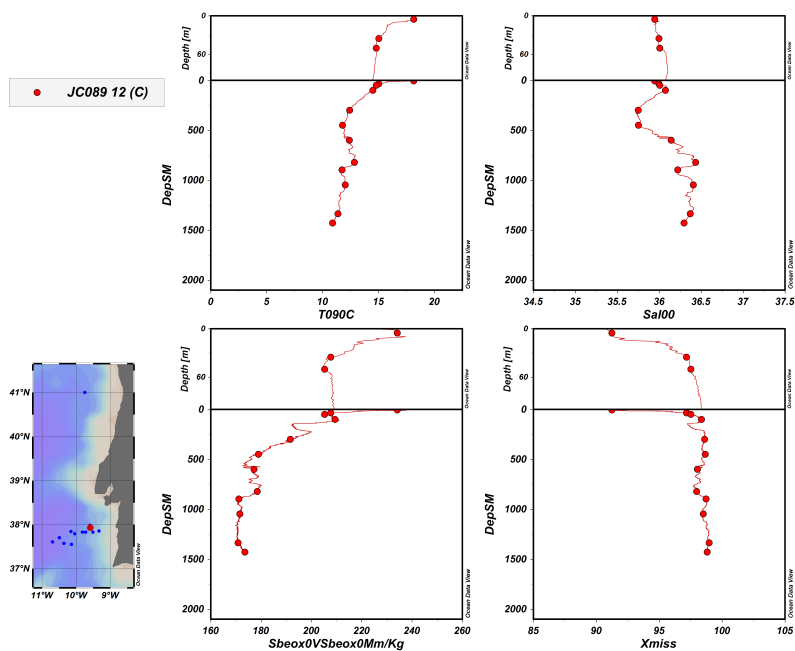 JC089 12 (C)
Depth [m]
0
60
Ocean Data View
DepSM
0
500
1000
1500
2000
Ocean Data View
0
5
10
15
20
T090C
Depth [m]
0
60
Ocean Data View
DepSM
0
500
1000
1500
2000
Ocean Data View
34.5
35
35.5
36
36.5
37
37.5
Sal00
Depth [m]
0
60
Ocean Data View
DepSM
0
500
1000
1500
2000
Ocean Data View
160
180
200
220
240
260
Sbeox0VSbeox0Mm/Kg
Depth [m]
0
60
Ocean Data View
DepSM
0
500
1000
1500
2000
Ocean Data View
85
90
95
100
105
Xmiss
41°N
40°N
39°N
38°N
37°N
11°W
10°W
9°W
Ocean Data View